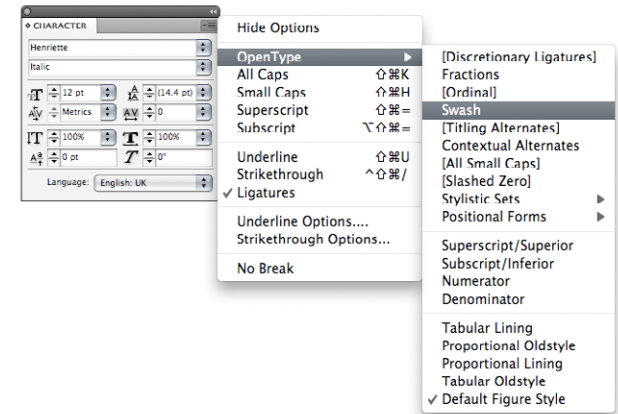 CHARACTER
Henriette
Italic
12 pt
(14.4 pt)
Metrics
0
100%
100%
0 pt
0°
Language: English: UK
Hide Options
OpenType
All Caps ⇧⌘K
Small Caps ⇧⌘H
Superscript ⇧⌘=
Subscript ⌥⇧⌘=
Underline ⇧⌘U
Strikethrough ^⇧⌘/
✓ Ligatures
Underline Options....
Strikethrough Options...
No Break
[Discretionary Ligatures]
Fractions
[Ordinal]
Swash
[Titling Alternates]
Contextual Alternates
[All Small Caps]
[Slashed Zero]
Stylistic Sets
Positional Forms
Superscript/Superior
Subscript/Inferior
Numerator
Denominator
Tabular Lining
Proportional Oldstyle
Proportional Lining
Tabular Oldstyle
✓ Default Figure Style